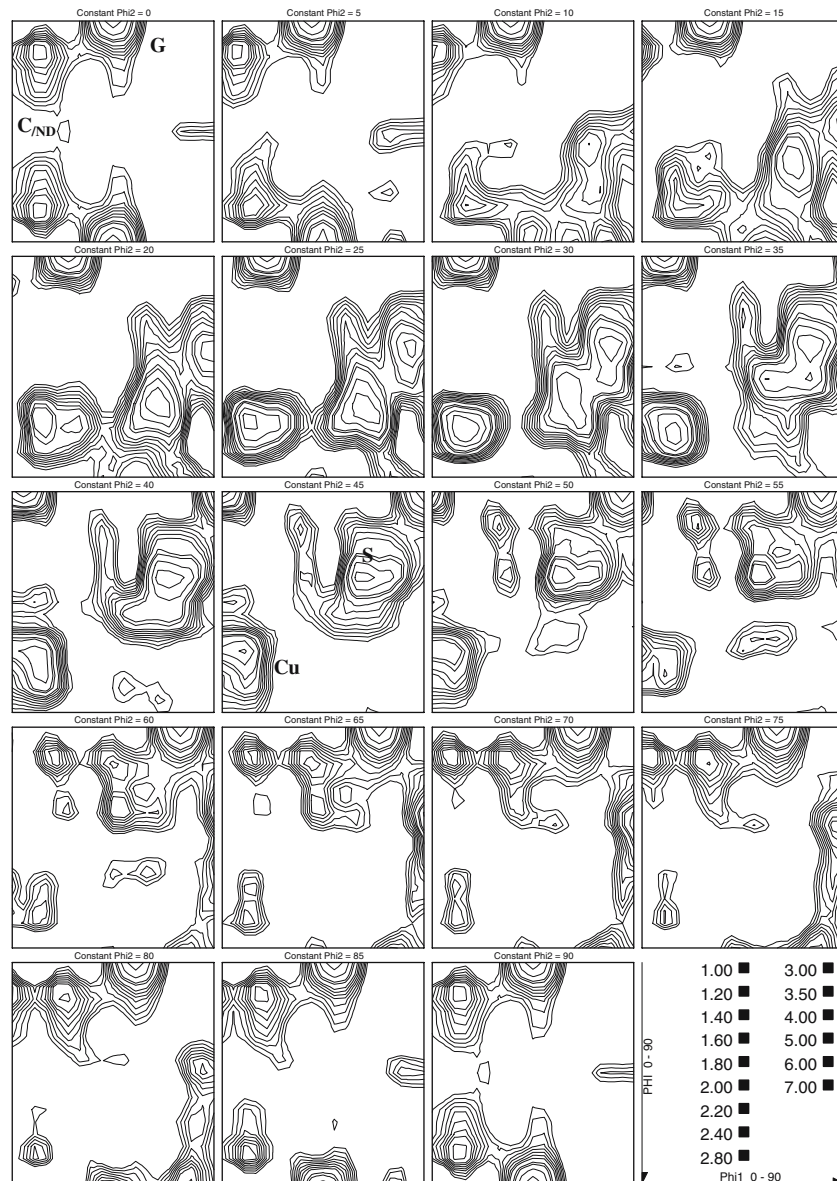 Constant Phi2 = 0
Constant Phi2 = 5
Constant Phi2 = 10
Constant Phi2 = 15
G
C/ND
Constant Phi2 = 20
Constant Phi2 = 25
Constant Phi2 = 30
Constant Phi2 = 35
Constant Phi2 = 40
Constant Phi2 = 45
Constant Phi2 = 50
Constant Phi2 = 55
S
Cu
Constant Phi2 = 60
Constant Phi2 = 65
Constant Phi2 = 70
Constant Phi2 = 75
Constant Phi2 = 80
Constant Phi2 = 85
Constant Phi2 = 90
1.00 3.00
1.20 3.50
1.40 4.00
1.60 5.00
1.80 6.00
2.00 7.00
2.20
2.40
2.80
PHI 0 - 90
Phi1 0 - 90